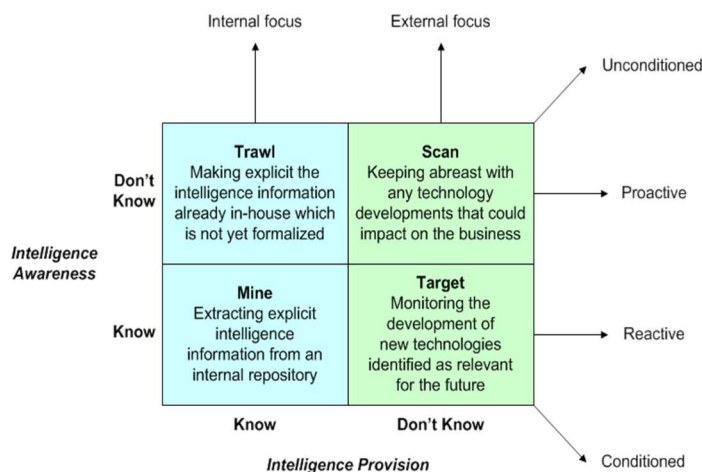 Internal focus
External focus
Unconditioned
Trawl
Making explicit the
intelligence information
already in-house which
is not yet formalized
Scan
Keeping abreast with
any technology
developments that could
impact on the business
Don't
Know
Proactive
Intelligence
Awareness
Mine
Extracting explicit
intelligence
information from an
internal repository
Target
Monitoring the
development of
new technologies
identified as relevant
for the future
Know
Reactive
Know
Don't Know
Conditioned
Intelligence Provision